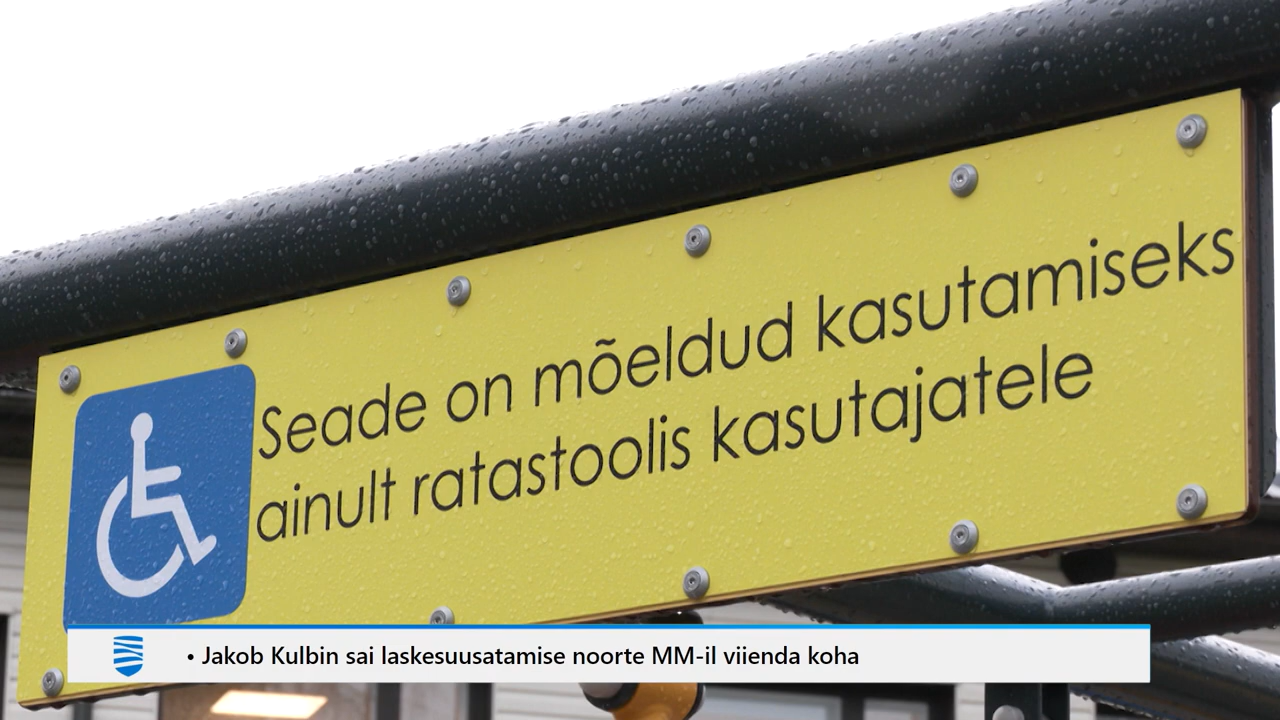 Seade on mõeldud kasutamiseks
ainult ratastoolis kasutajatele
• Jakob Kulbin sai laskesuusatamise noorte MM-il viienda koha